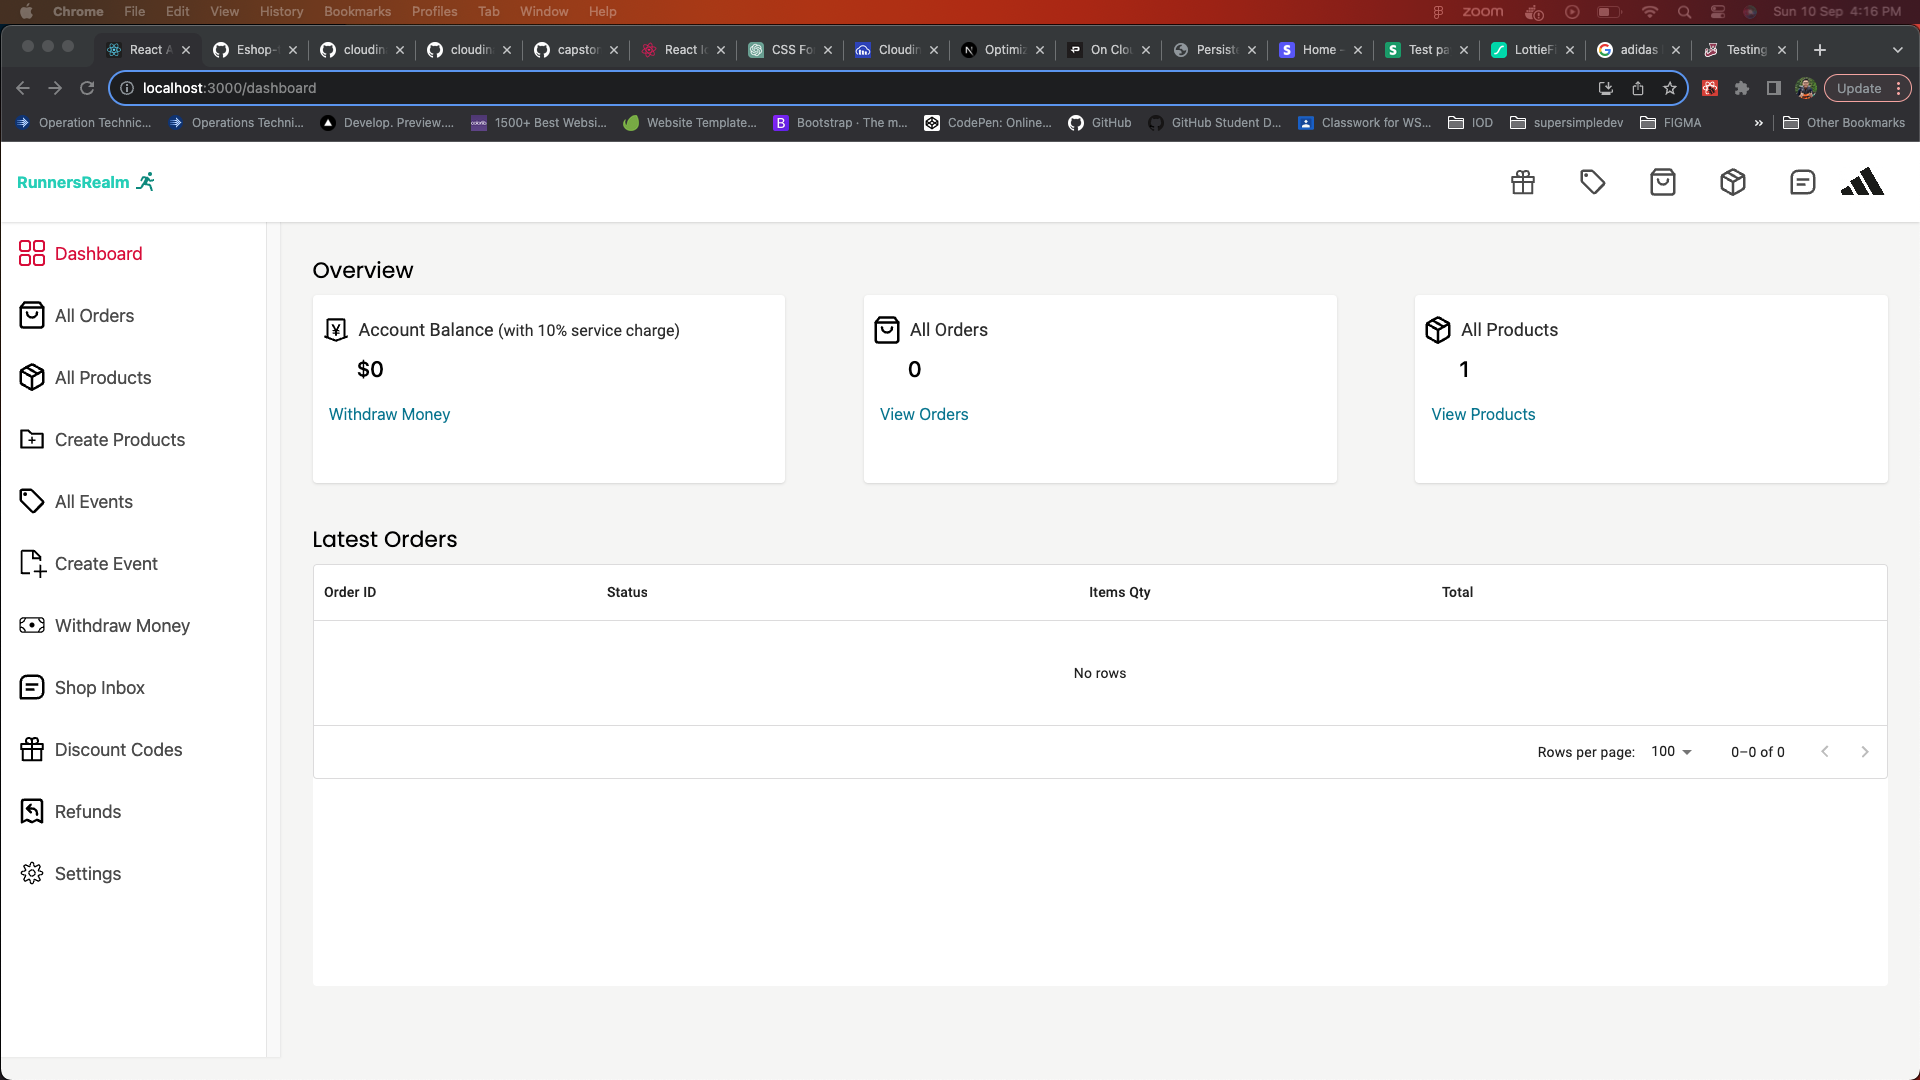 Chrome File Edit View History Bookmarks Profiles Tab Window Help zoom Sun 10 Sep 4:16 PM
React A Eshop- cloudin cloudin capstor React Ic CSS Fo Cloudin Optimiz On Clou Persiste Home - Test pa LottieFi adidas Testing
localhost:3000/dashboard Update
Operation Technic... Operations Techni... Develop. Preview.... 1500+ Best Websi... Website Template... Bootstrap · The m... CodePen: Online... GitHub GitHub Student D... Classwork for WS... IOD supersimpledev FIGMA » Other Bookmarks
RunnersRealm
Dashboard
All Orders
All Products
Create Products
All Events
Create Event
Withdraw Money
Shop Inbox
Discount Codes
Refunds
Settings
Overview
Account Balance (with 10% service charge)
$0
Withdraw Money
All Orders
0
View Orders
All Products
1
View Products
Latest Orders
Order ID Status Items Qty Total
No rows
Rows per page: 100 0–0 of 0